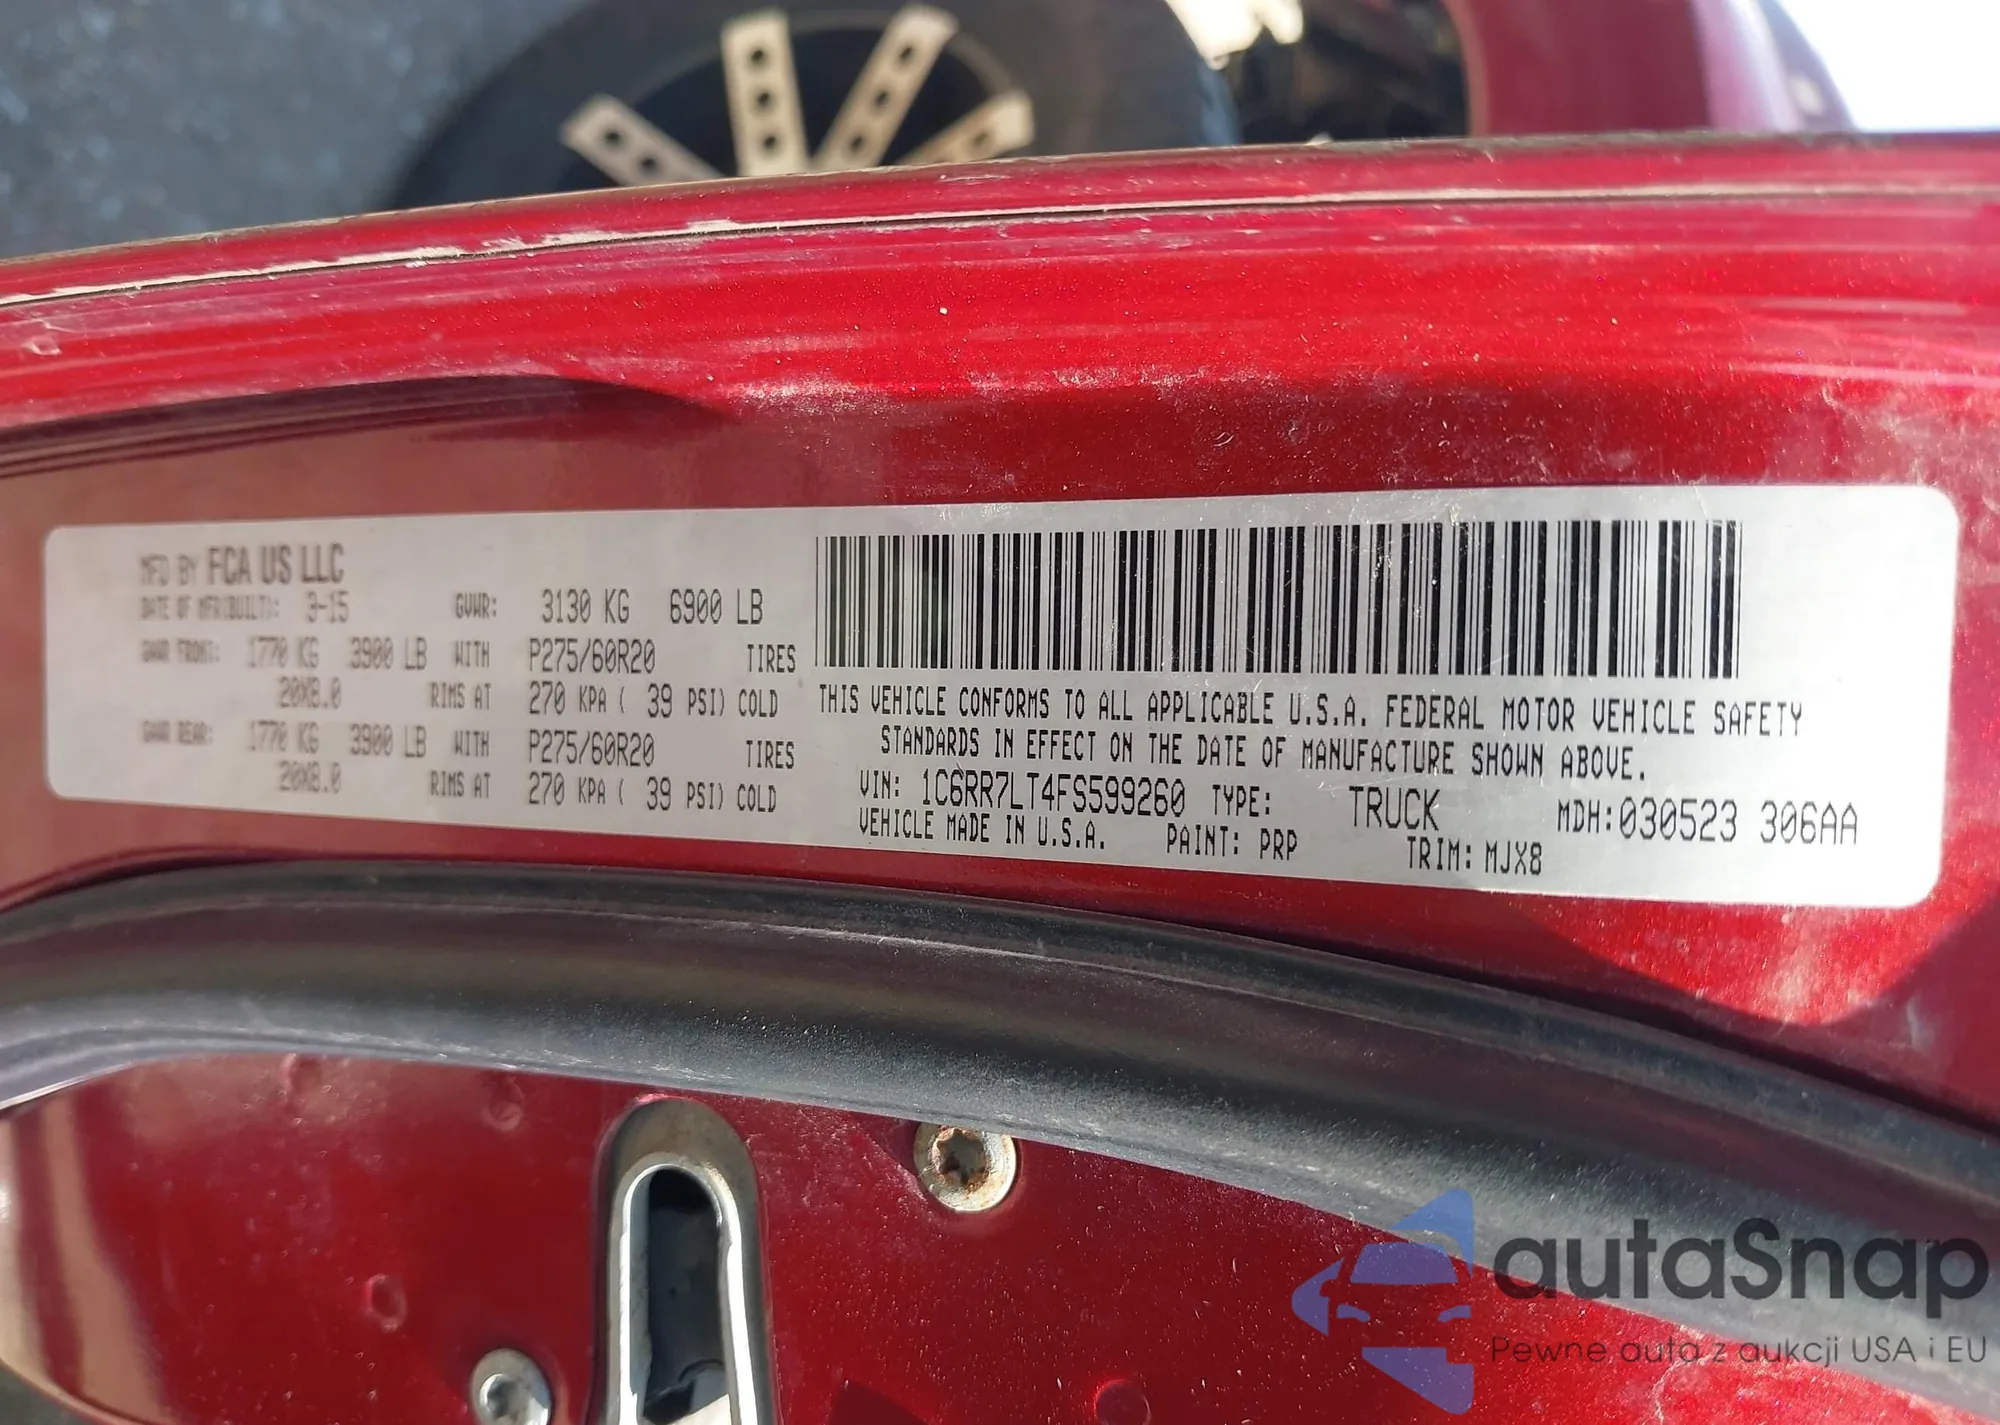 MFD BY FCA US LLC
DATE OF MFR(BUILT): 3-15 GVWR: 3130 KG 6900 LB
GAWR FRONT: 1770 KG 3900 LB WITH P275/60R20 TIRES
20X8.0 RIMS AT 270 KPA ( 39 PSI) COLD
GAWR REAR: 1770 KG 3900 LB WITH P275/60R20 TIRES
20X8.0 RIMS AT 270 KPA ( 39 PSI) COLD
THIS VEHICLE CONFORMS TO ALL APPLICABLE U.S.A. FEDERAL MOTOR VEHICLE SAFETY
STANDARDS IN EFFECT ON THE DATE OF MANUFACTURE SHOWN ABOVE.
VIN: 1C6RR7LT4FS599260 TYPE: TRUCK MDH:030523 306AA
VEHICLE MADE IN U.S.A. PAINT: PRP TRIM: MJX8
autaSnap
Pewne auta z aukcji USA i EU